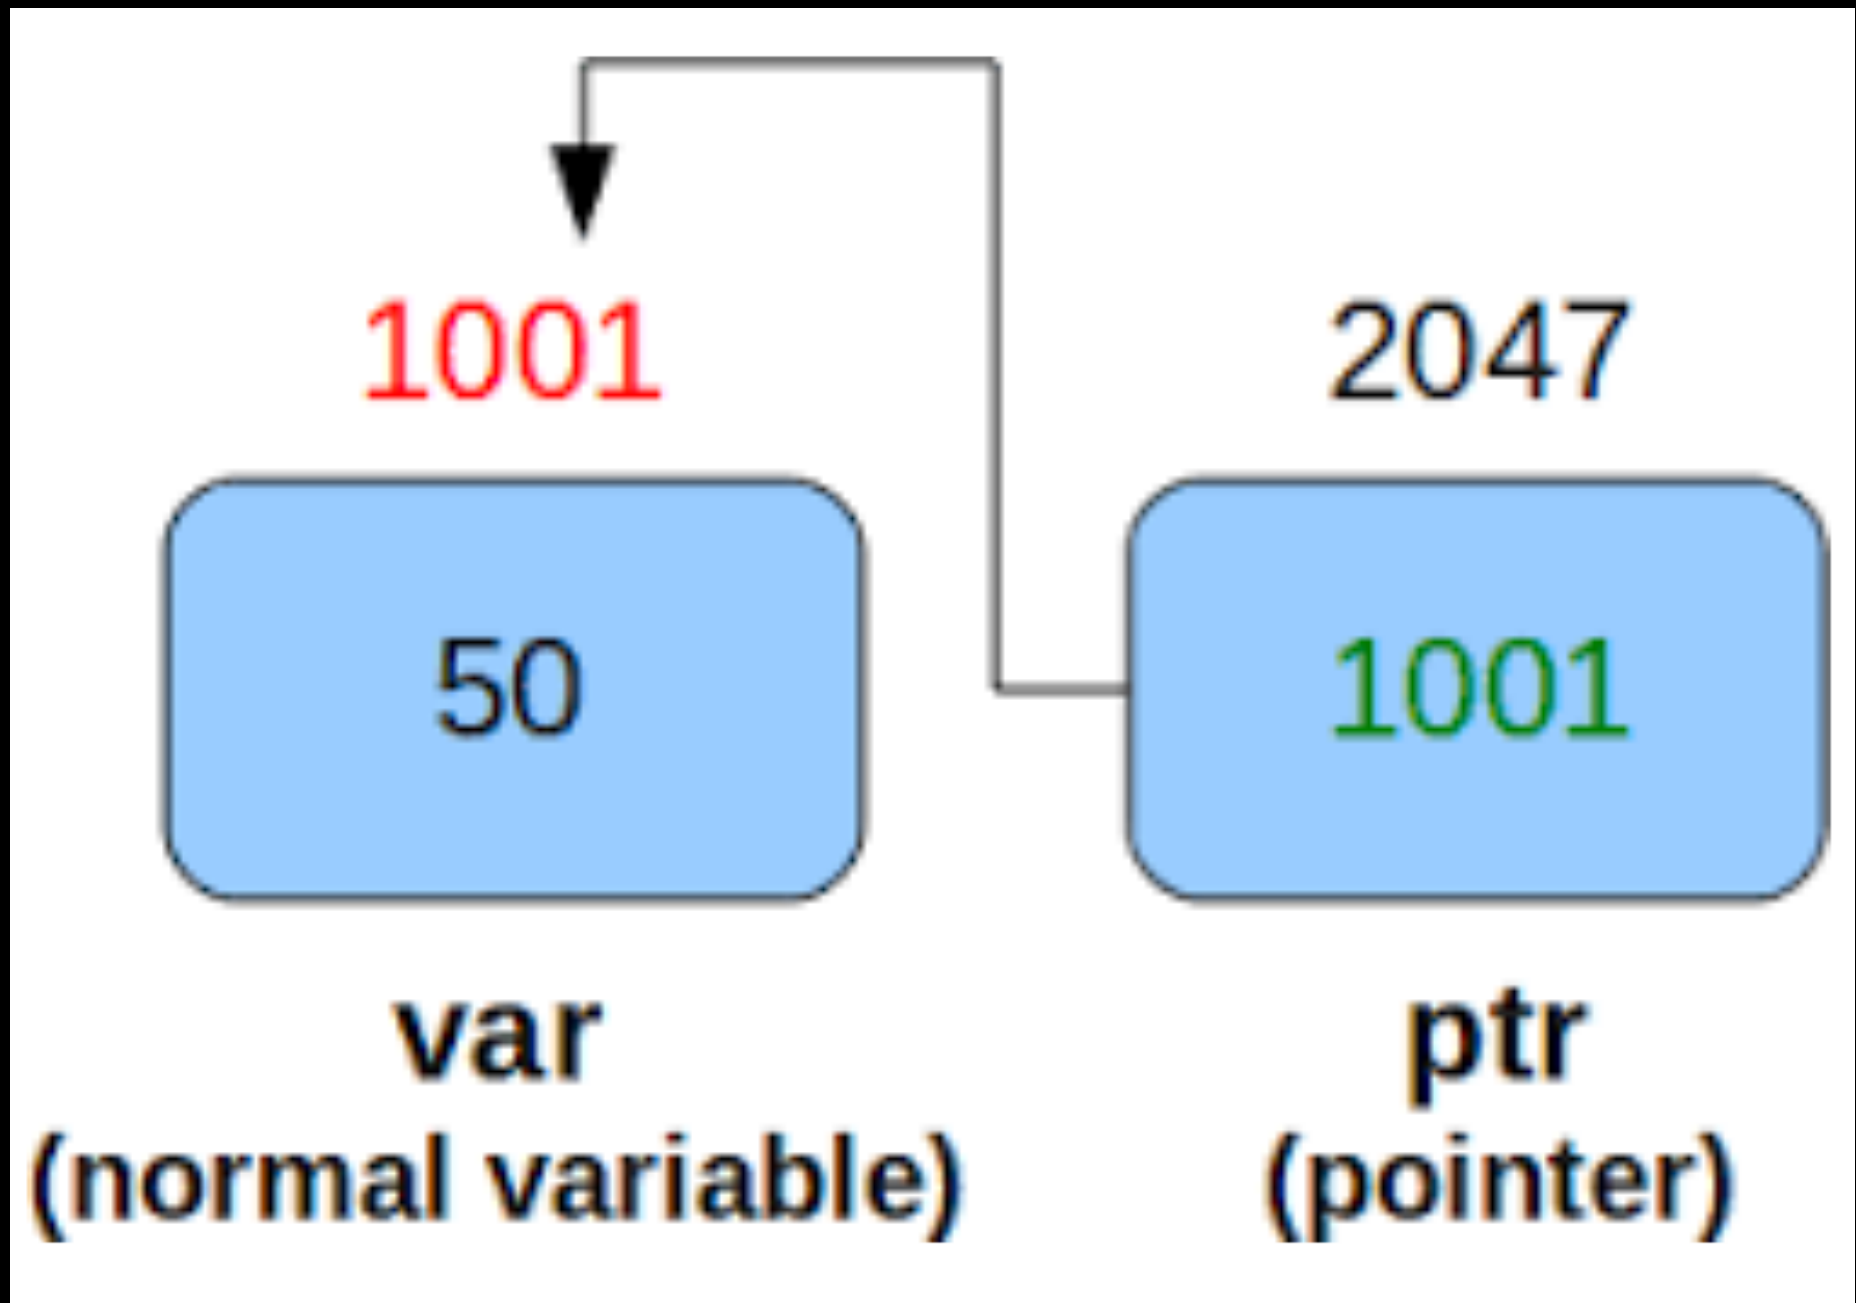 1001
2047
50
1001
var
ptr
(normal variable)
(pointer)